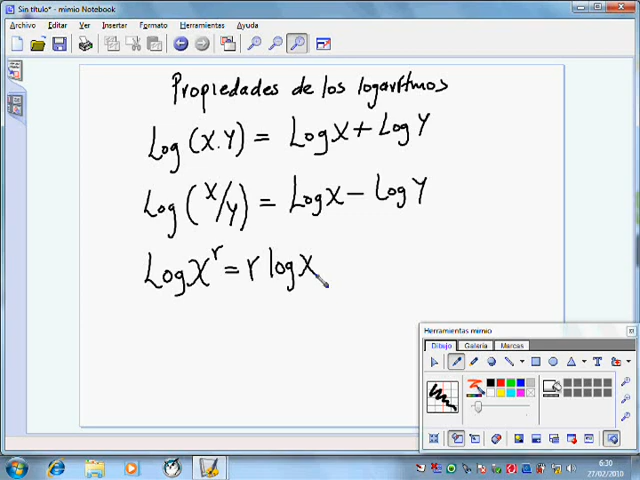 Sin título* - mimio Notebook
Archivo Editar Ver Insertar Formato Herramientas Ayuda
Propiedades de los logaritmos
Log (X.Y) = Log X + Log Y
Log (X/Y) = Log X - Log Y
Log X^r = r log X
Herramientas mimio
Dibujo Galería Marcador
6:30
27/02/2010